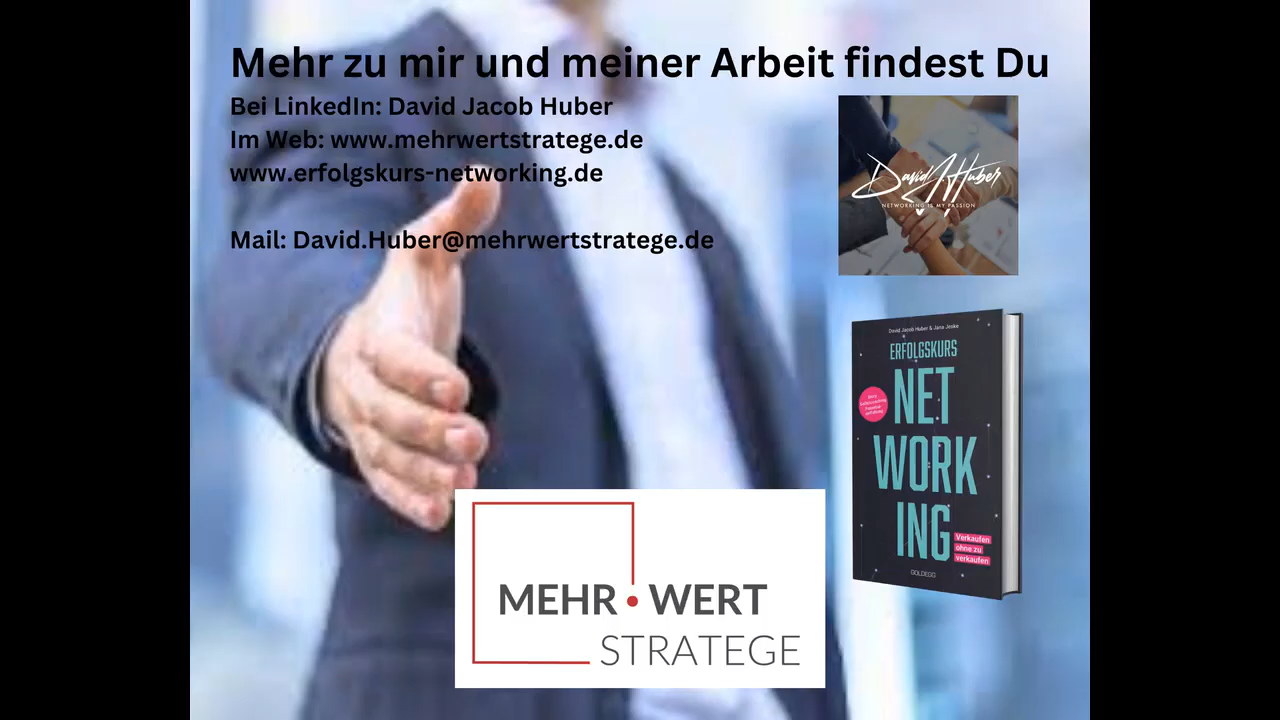 Mehr zu mir und meiner Arbeit findest Du
Bei LinkedIn: David Jacob Huber
Im Web: www.mehrwertstratege.de
www.erfolgskurs-networking.de
Mail: David.Huber@mehrwertstratege.de
David J. Huber
NETWORKING IS MY PASSION
David Jacob Huber & Jana Jeske
ERFOLGSKURS
NET
WORK
ING
Verkaufen
ohne zu
verkaufen
GOLDEGG
MEHR WERT
STRATEGE